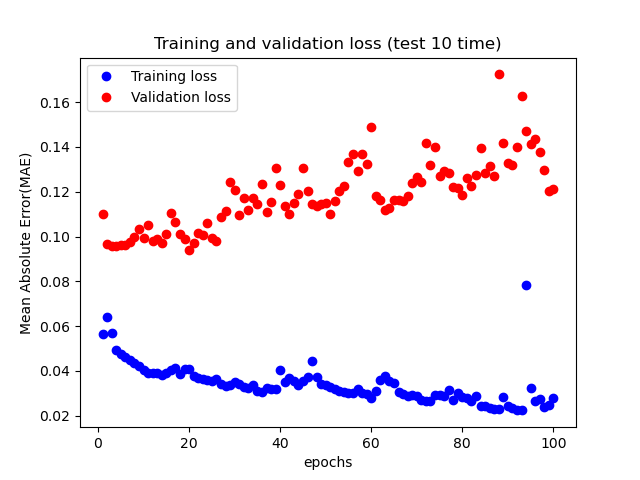 Training and validation loss (test 10 time)
Training loss
Validation loss
0.16
0.14
0.12
0.10
0.08
0.06
0.04
0.02
Mean Absolute Error(MAE)
0 20 40 60 80 100
epochs